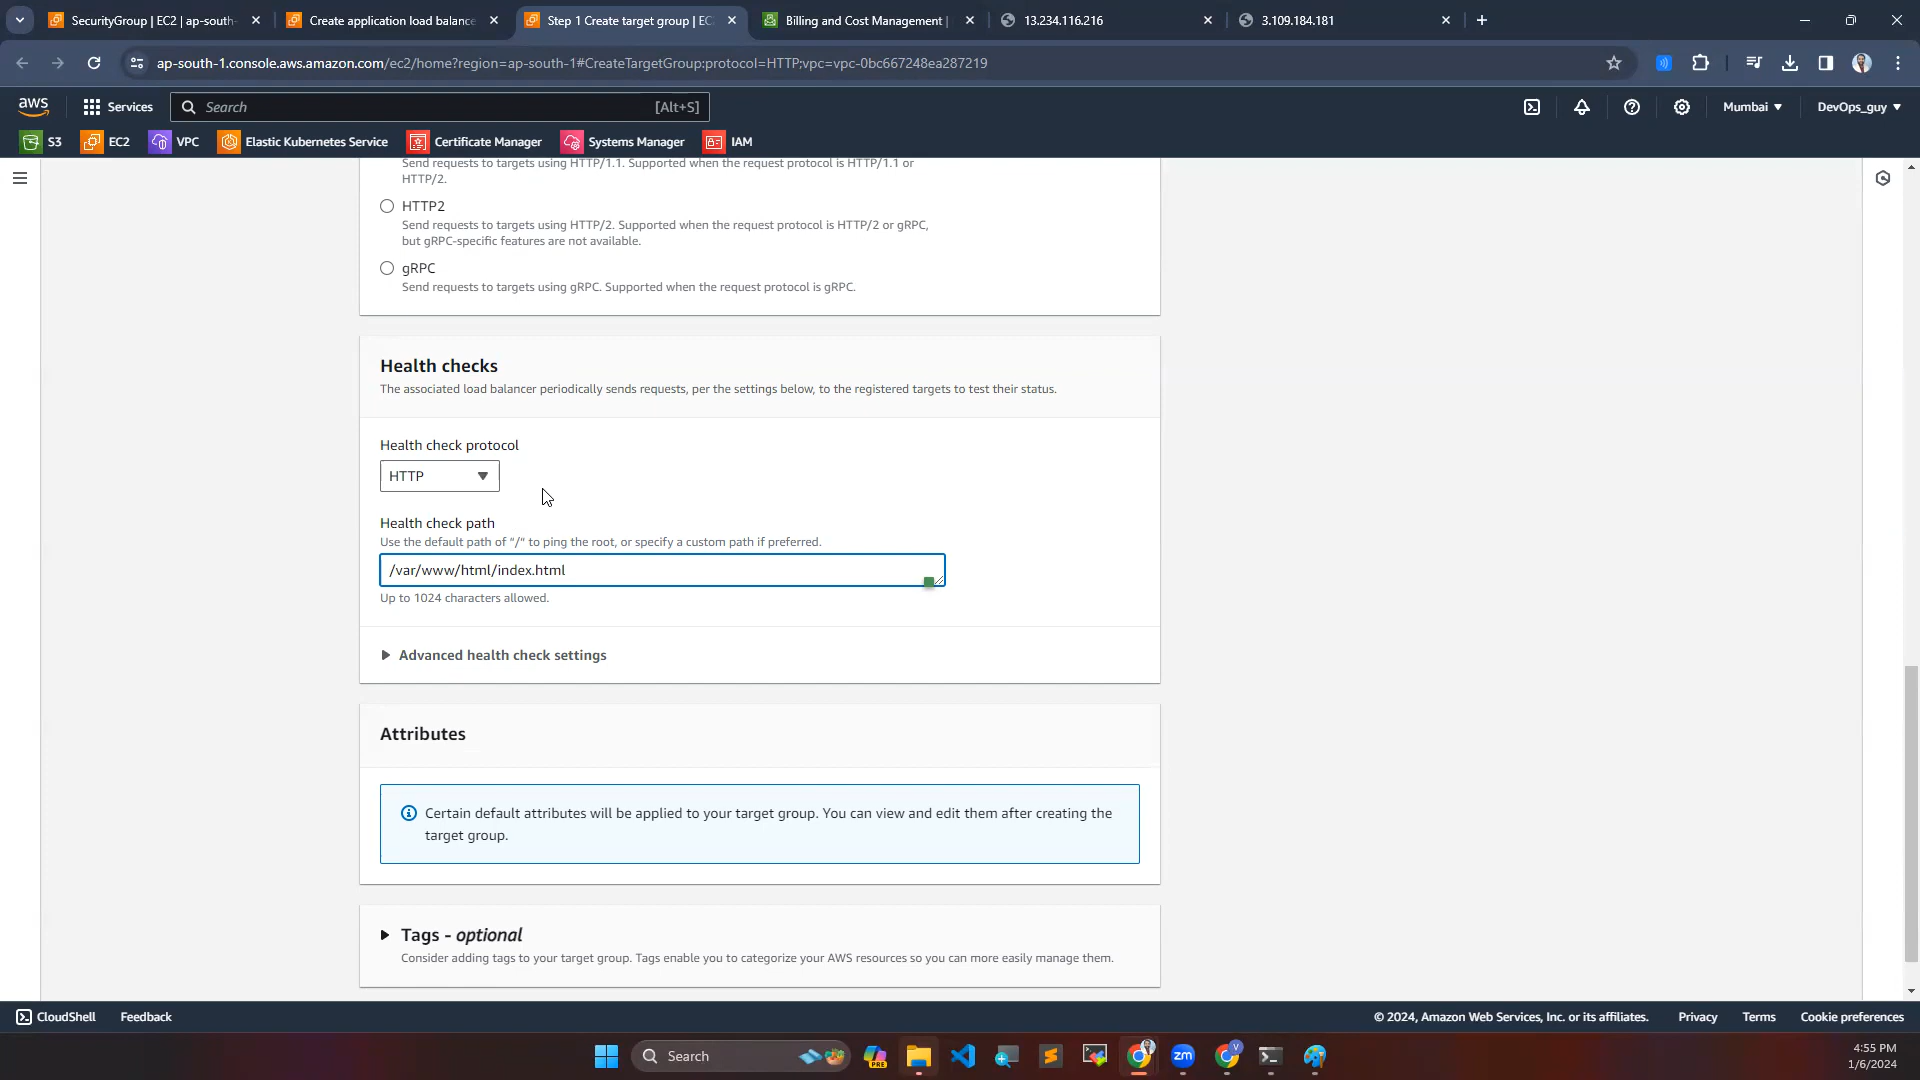 SecurityGroup | EC2 | ap-south-
Create application load balance
Step 1 Create target group | EC
Billing and Cost Management |
13.234.116.216
3.109.184.181
ap-south-1.console.aws.amazon.com/ec2/home?region=ap-south-1#CreateTargetGroup:protocol=HTTP;vpc=vpc-0bc667248ea287219
aws
Services
Search
[Alt+S]
Mumbai
DevOps_guy
S3
EC2
VPC
Elastic Kubernetes Service
Certificate Manager
Systems Manager
IAM
Send requests to targets using HTTP/1.1. Supported when the request protocol is HTTP/1.1 or
HTTP/2.
HTTP2
Send requests to targets using HTTP/2. Supported when the request protocol is HTTP/2 or gRPC,
but gRPC-specific features are not available.
gRPC
Send requests to targets using gRPC. Supported when the request protocol is gRPC.
Health checks
The associated load balancer periodically sends requests, per the settings below, to the registered targets to test their status.
Health check protocol
HTTP
Health check path
Use the default path of “/” to ping the root, or specify a custom path if preferred.
/var/www/html/index.html
Up to 1024 characters allowed.
Advanced health check settings
Attributes
Certain default attributes will be applied to your target group. You can view and edit them after creating the
target group.
Tags - optional
Consider adding tags to your target group. Tags enable you to categorize your AWS resources so you can more easily manage them.
CloudShell
Feedback
© 2024, Amazon Web Services, Inc. or its affiliates.
Privacy
Terms
Cookie preferences
Search
PRE
zm
V
4:55 PM
1/6/2024